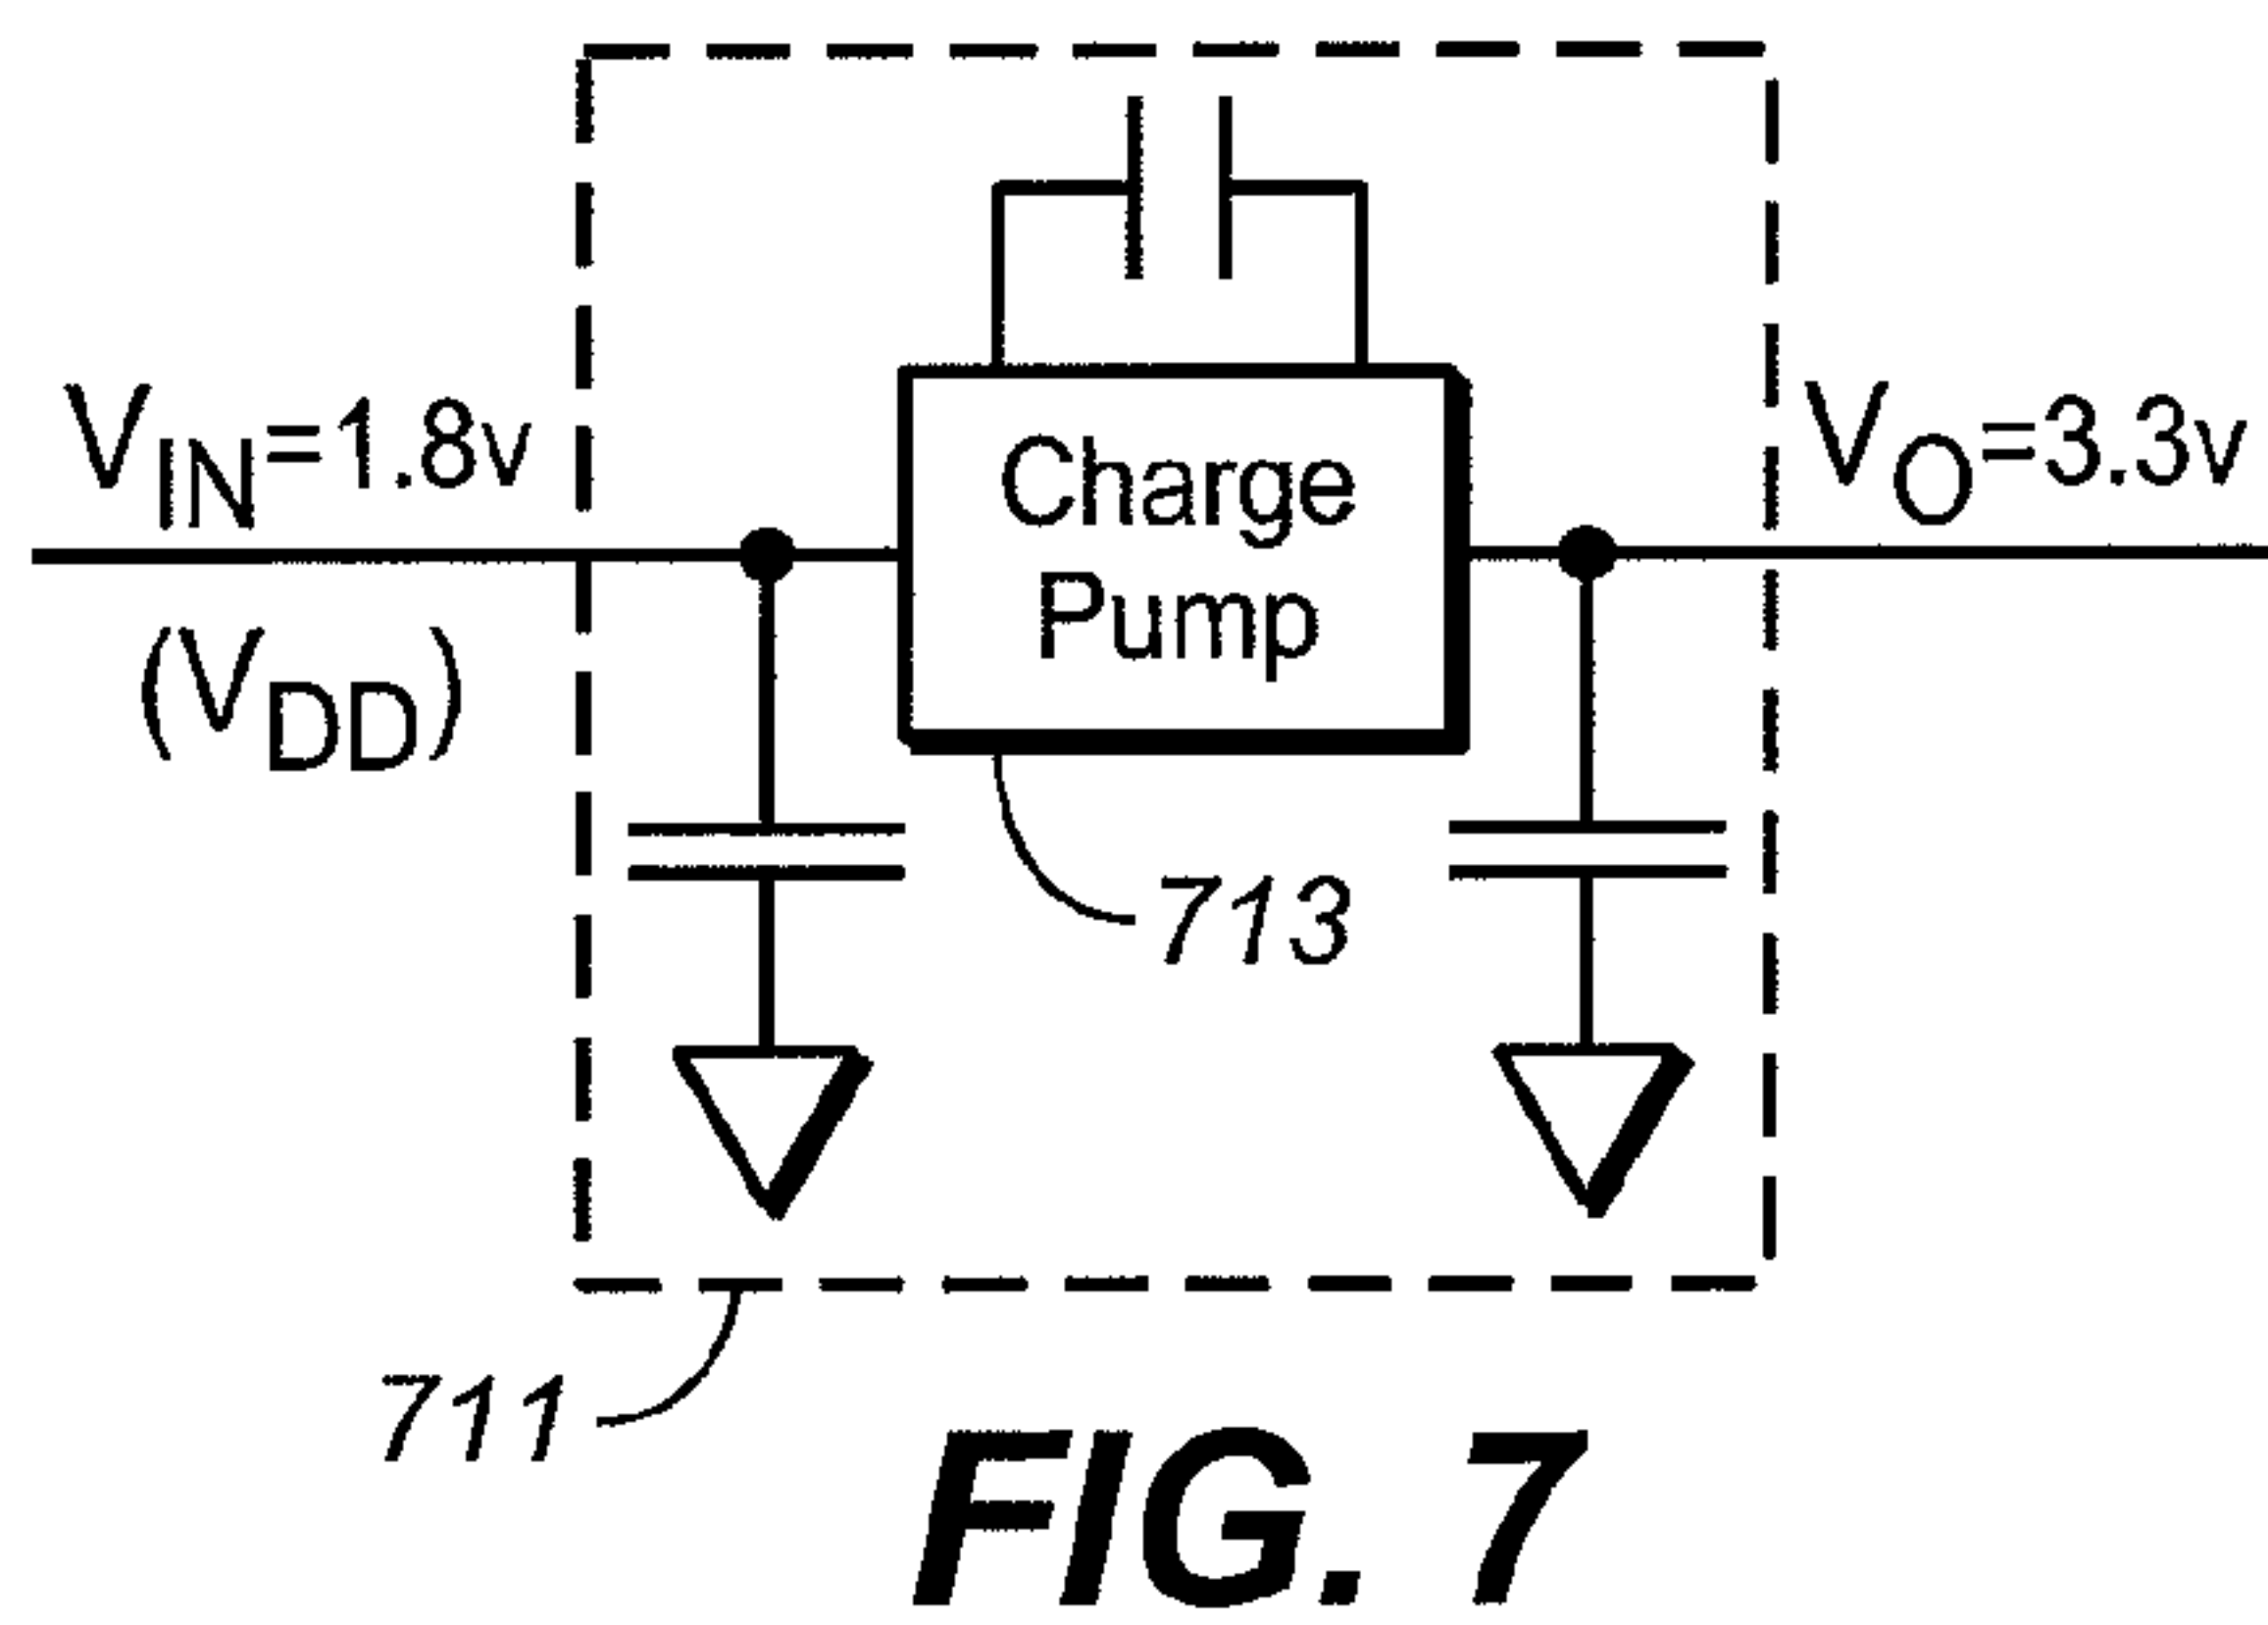 VIN=1.8v
(VDD)
Charge
Pump
VO=3.3v
713
711
FIG. 7